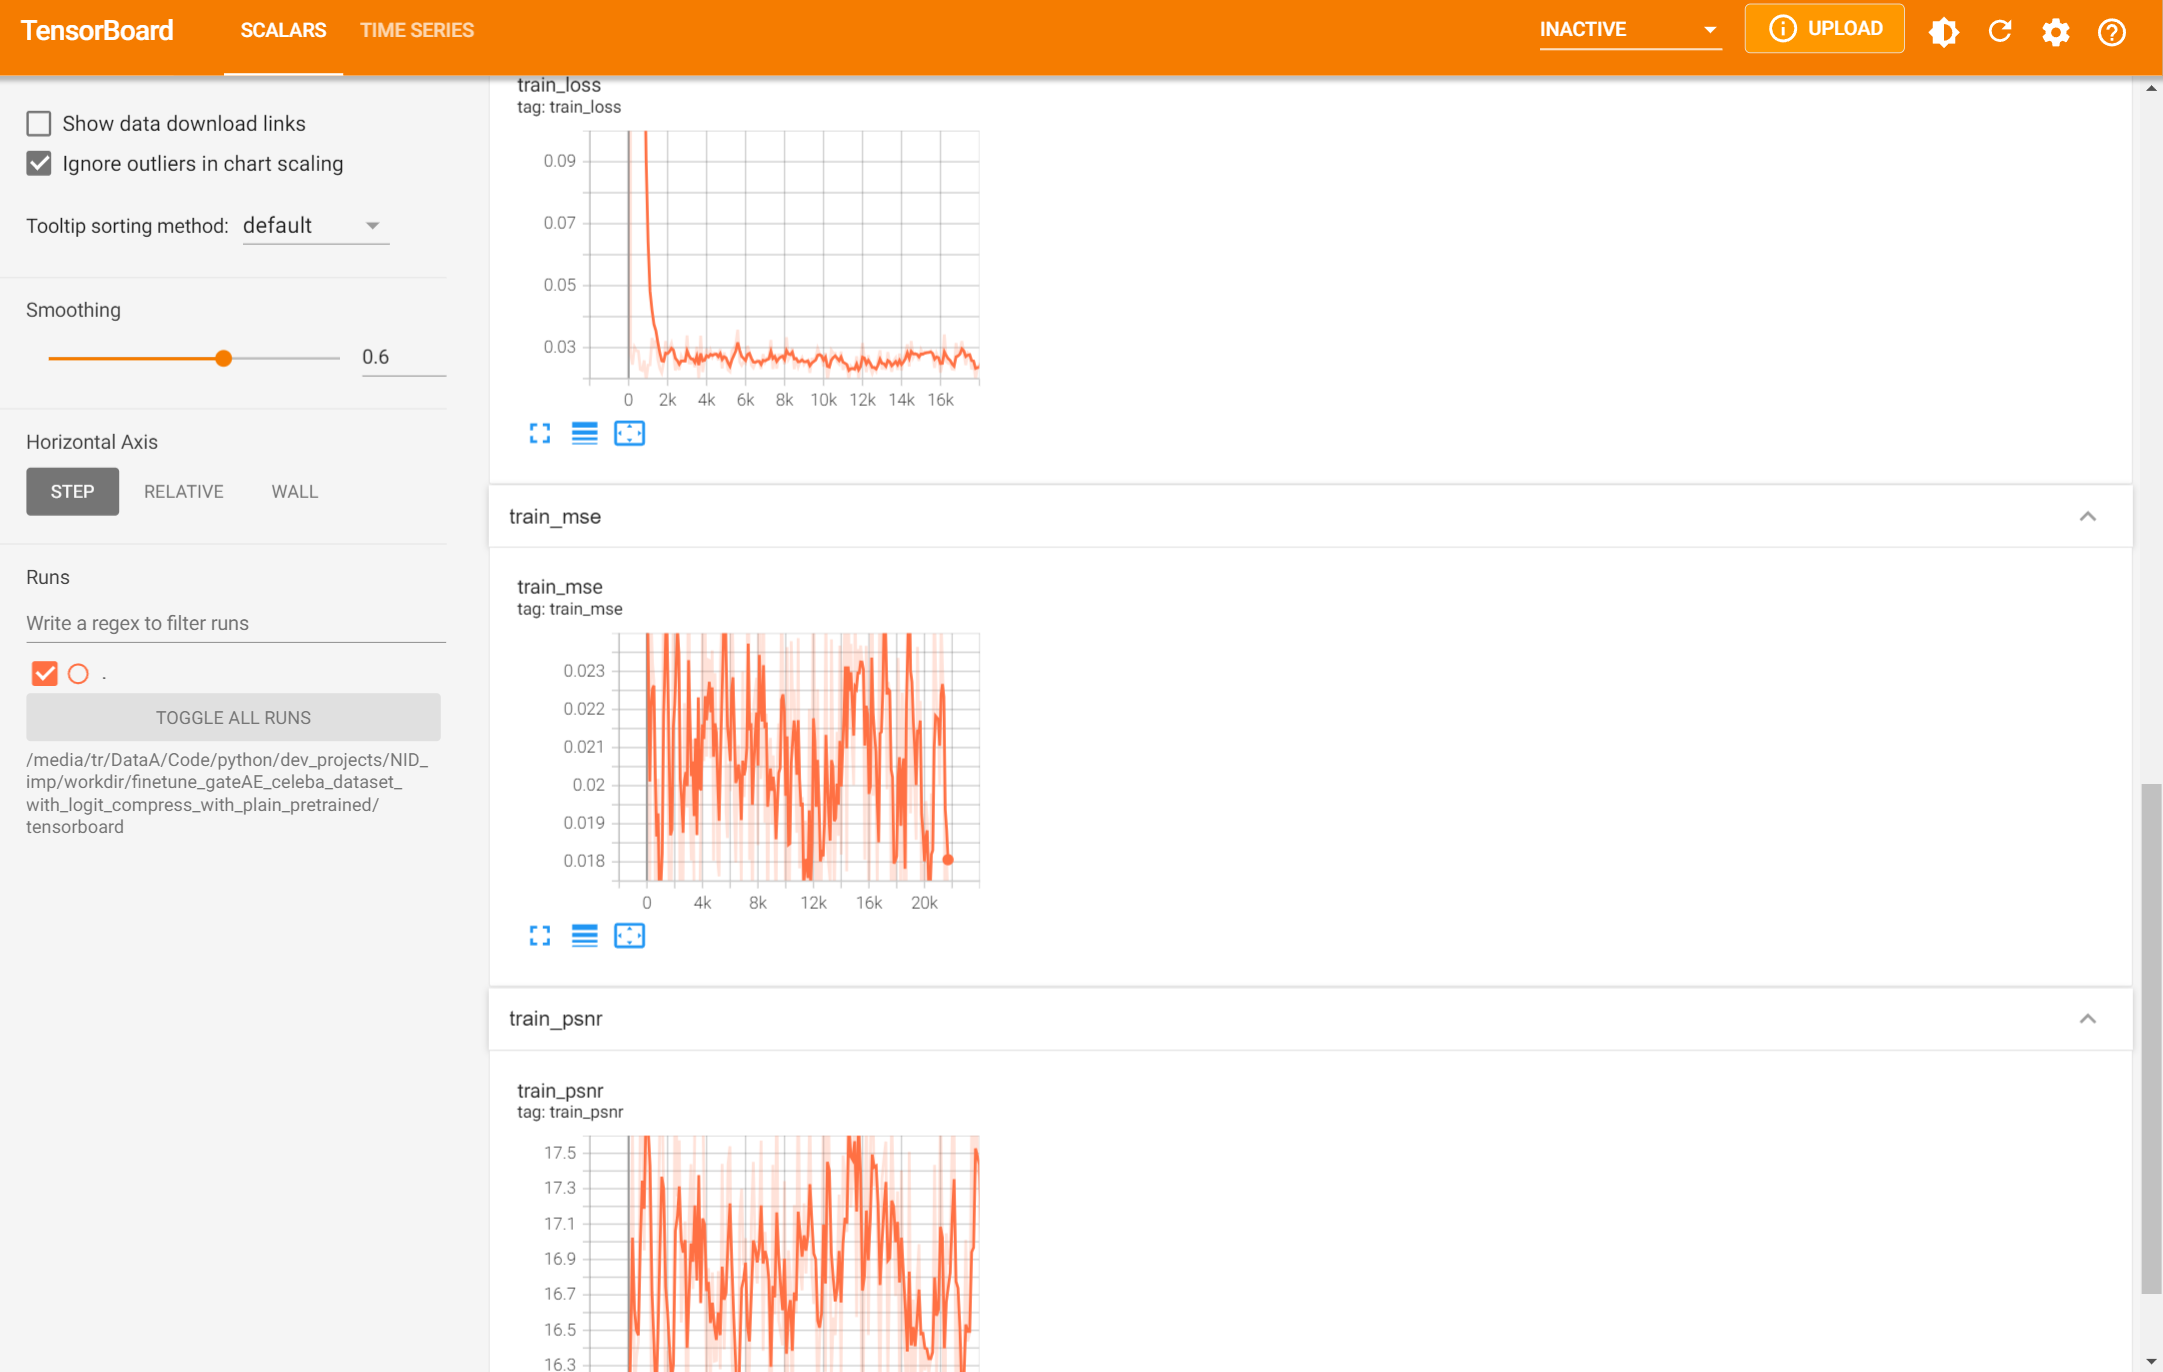 TensorBoard
SCALARS
TIME SERIES
INACTIVE
UPLOAD
Show data download links
Ignore outliers in chart scaling
Tooltip sorting method: default
Smoothing
0.6
Horizontal Axis
STEP
RELATIVE
WALL
Runs
Write a regex to filter runs
.
TOGGLE ALL RUNS
/media/tr/DataA/Code/python/dev_projects/NID_
imp/workdir/finetune_gateAE_celeba_dataset_
with_logit_compress_with_plain_pretrained/
tensorboard
train_loss
tag: train_loss
0.09
0.07
0.05
0.03
0 2k 4k 6k 8k 10k 12k 14k 16k
train_mse
train_mse
tag: train_mse
0.023
0.022
0.021
0.02
0.019
0.018
0 4k 8k 12k 16k 20k
train_psnr
train_psnr
tag: train_psnr
17.5
17.3
17.1
16.9
16.7
16.5
16.3